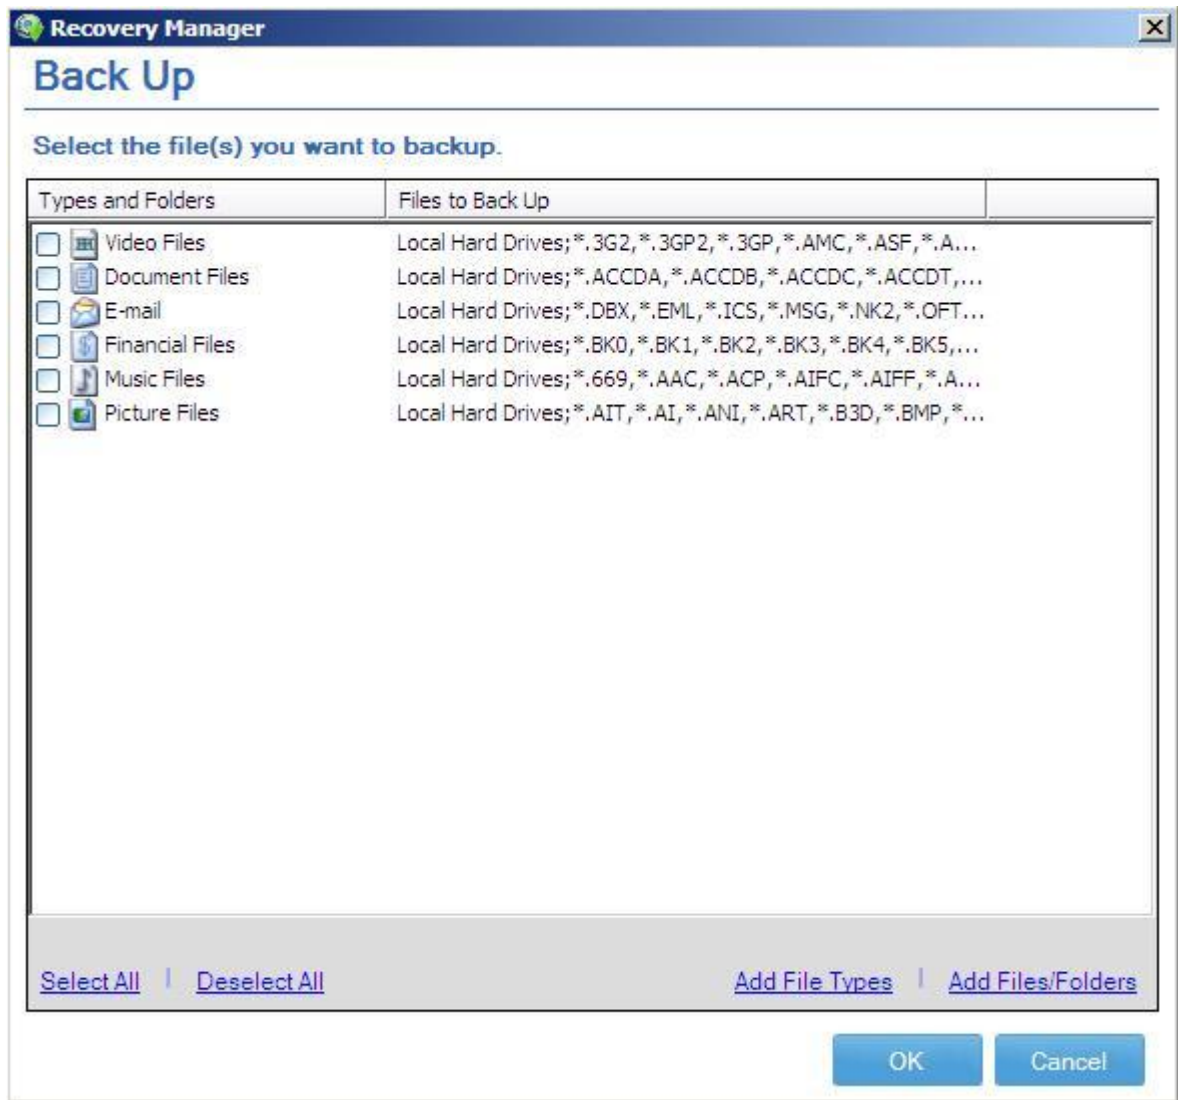 Recovery Manager
Back Up
Select the file(s) you want to backup.
Types and Folders Files to Back Up
Video Files Local Hard Drives;*.3G2,*.3GP2,*.3GP,*.AMC,*.ASF,*.A...
Document Files Local Hard Drives;*.ACCDA,*.ACCDB,*.ACCDC,*.ACCDT,...
E-mail Local Hard Drives;*.DBX,*.EML,*.ICS,*.MSG,*.NK2,*.OFT...
Financial Files Local Hard Drives;*.BK0,*.BK1,*.BK2,*.BK3,*.BK4,*.BK5,...
Music Files Local Hard Drives;*.669,*.AAC,*.ACP,*.AIFC,*.AIFF,*.A...
Picture Files Local Hard Drives;*.AIT,*.AI,*.ANI,*.ART,*.B3D,*.BMP,*...
Select All | Deselect All Add File Types | Add Files/Folders
OK Cancel